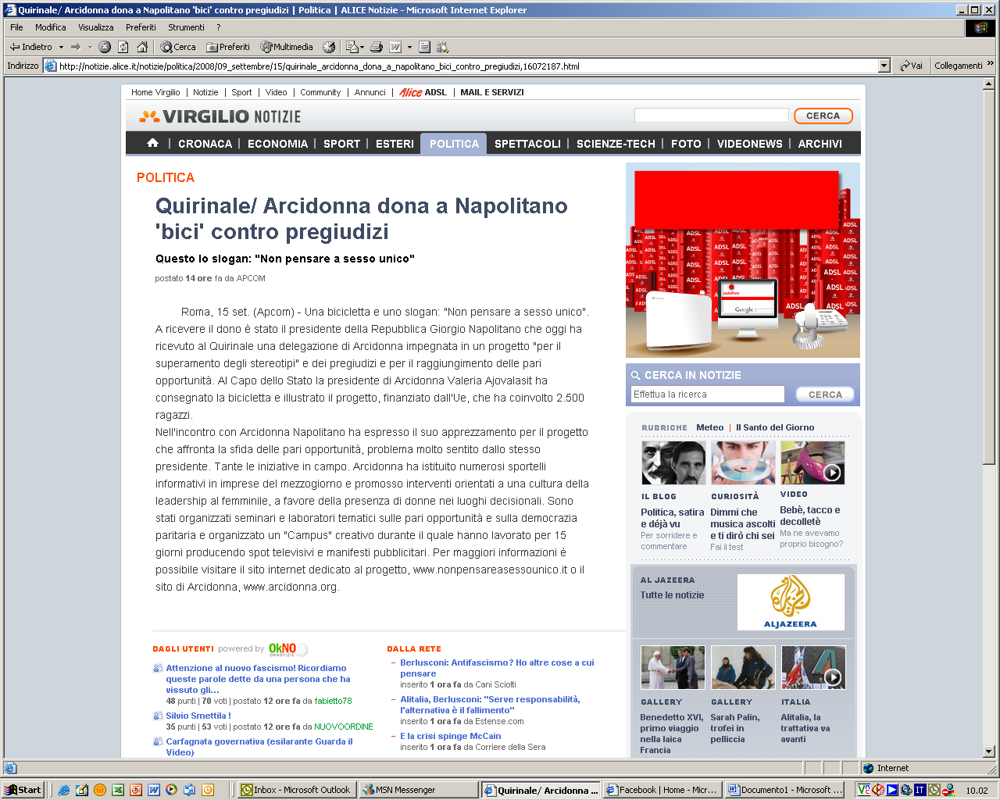 Quirinale/ Arcidonna dona a Napolitano 'bici' contro pregiudizi | Politica | ALICE Notizie - Microsoft Internet Explorer
File Modifica Visualizza Preferiti Strumenti ?
Indietro Cerca Preferiti Multimedia
Indirizzo http://notizie.alice.it/notizie/politica/2008/09_settembre/15/quirinale_arcidonna_dona_a_napolitano_bici_contro_pregiudizi,16072187.html Vai Collegamenti »
Home Virgilio | Notizie | Sport | Video | Community | Annunci | Alice ADSL | MAIL E SERVIZI
VIRGILIO NOTIZIE CERCA
CRONACA | ECONOMIA | SPORT | ESTERI POLITICA SPETTACOLI | SCIENZE-TECH | FOTO | VIDEONEWS | ARCHIVI
POLITICA
Quirinale/ Arcidonna dona a Napolitano
'bici' contro pregiudizi
Questo lo slogan: "Non pensare a sesso unico"
postato 14 ore fa da APCOM
Roma, 15 set. (Apcom) - Una bicicletta e uno slogan: "Non pensare a sesso unico".
A ricevere il dono è stato il presidente della Repubblica Giorgio Napolitano che oggi ha
ricevuto al Quirinale una delegazione di Arcidonna impegnata in un progetto "per il
superamento degli stereotipi" e dei pregiudizi e per il raggiungimento delle pari
opportunità. Al Capo dello Stato la presidente di Arcidonna Valeria Ajovalasit ha
consegnato la bicicletta e illustrato il progetto, finanziato dall'Ue, che ha coinvolto 2.500
ragazzi.
Nell'incontro con Arcidonna Napolitano ha espresso il suo apprezzamento per il progetto
che affronta la sfida delle pari opportunità, problema molto sentito dallo stesso
presidente. Tante le iniziative in campo. Arcidonna ha istituito numerosi sportelli
informativi in imprese del mezzogiorno e promosso interventi orientati a una cultura della
leadership al femminile, a favore della presenza di donne nei luoghi decisionali. Sono
stati organizzati seminari e laboratori tematici sulle pari opportunità e sulla democrazia
paritaria e organizzato un "Campus" creativo durante il quale hanno lavorato per 15
giorni producendo spot televisivi e manifesti pubblicitari. Per maggiori informazioni è
possibile visitare il sito internet dedicato al progetto, www.nonpensareasessounico.it o il
sito di Arcidonna, www.arcidonna.org.
DAGLI UTENTI powered by OkNO
OKNOTIZIE
Attenzione al nuovo fascismo! Ricordiamo
queste parole dette da una persona che ha
vissuto gli...
48 punti | 70 voti | postato 12 ore fa da fabietto78
Silvio Smettila !
35 punti | 53 voti | postato 12 ore fa da NUOVOORDINE
Carfagnata governativa (esilarante Guarda il
Video)
DALLA RETE
– Berlusconi: Antifascismo? Ho altre cose a cui
pensare
inserito 1 ora fa da Cani Sciolti
– Alitalia, Berlusconi: "Serve responsabilità,
l'alternativa è il fallimento"
inserito 1 ora fa da Estense.com
– E la crisi spinge McCain
inserito 1 ora fa da Corriere della Sera
ADSL
vodafone
Google
CERCA IN NOTIZIE
Effettua la ricerca CERCA
RUBRICHE Meteo | Il Santo del Giorno
IL BLOG
Politica, satira
e déjà vu
Per sorridere e
commentare
CURIOSITÀ
Dimmi che
musica ascolti
e ti dirò chi sei
Fai il test
VIDEO
Bebè, tacco e
decolletè
Ma ne avevamo
proprio bisogno?
AL JAZEERA
Tutte le notizie
الجزيرة
ALJAZEERA
GALLERY
Benedetto XVI,
primo viaggio
nella laica
Francia
GALLERY
Sarah Palin,
trofei in
pelliccia
ITALIA
Alitalia, la
trattativa va
avanti
Internet
Start Inbox - Microsoft Outlook MSN Messenger Quirinale/ Arcidonna ... Facebook | Home - Micr... Documento1 - Microsoft ... IT 10.02